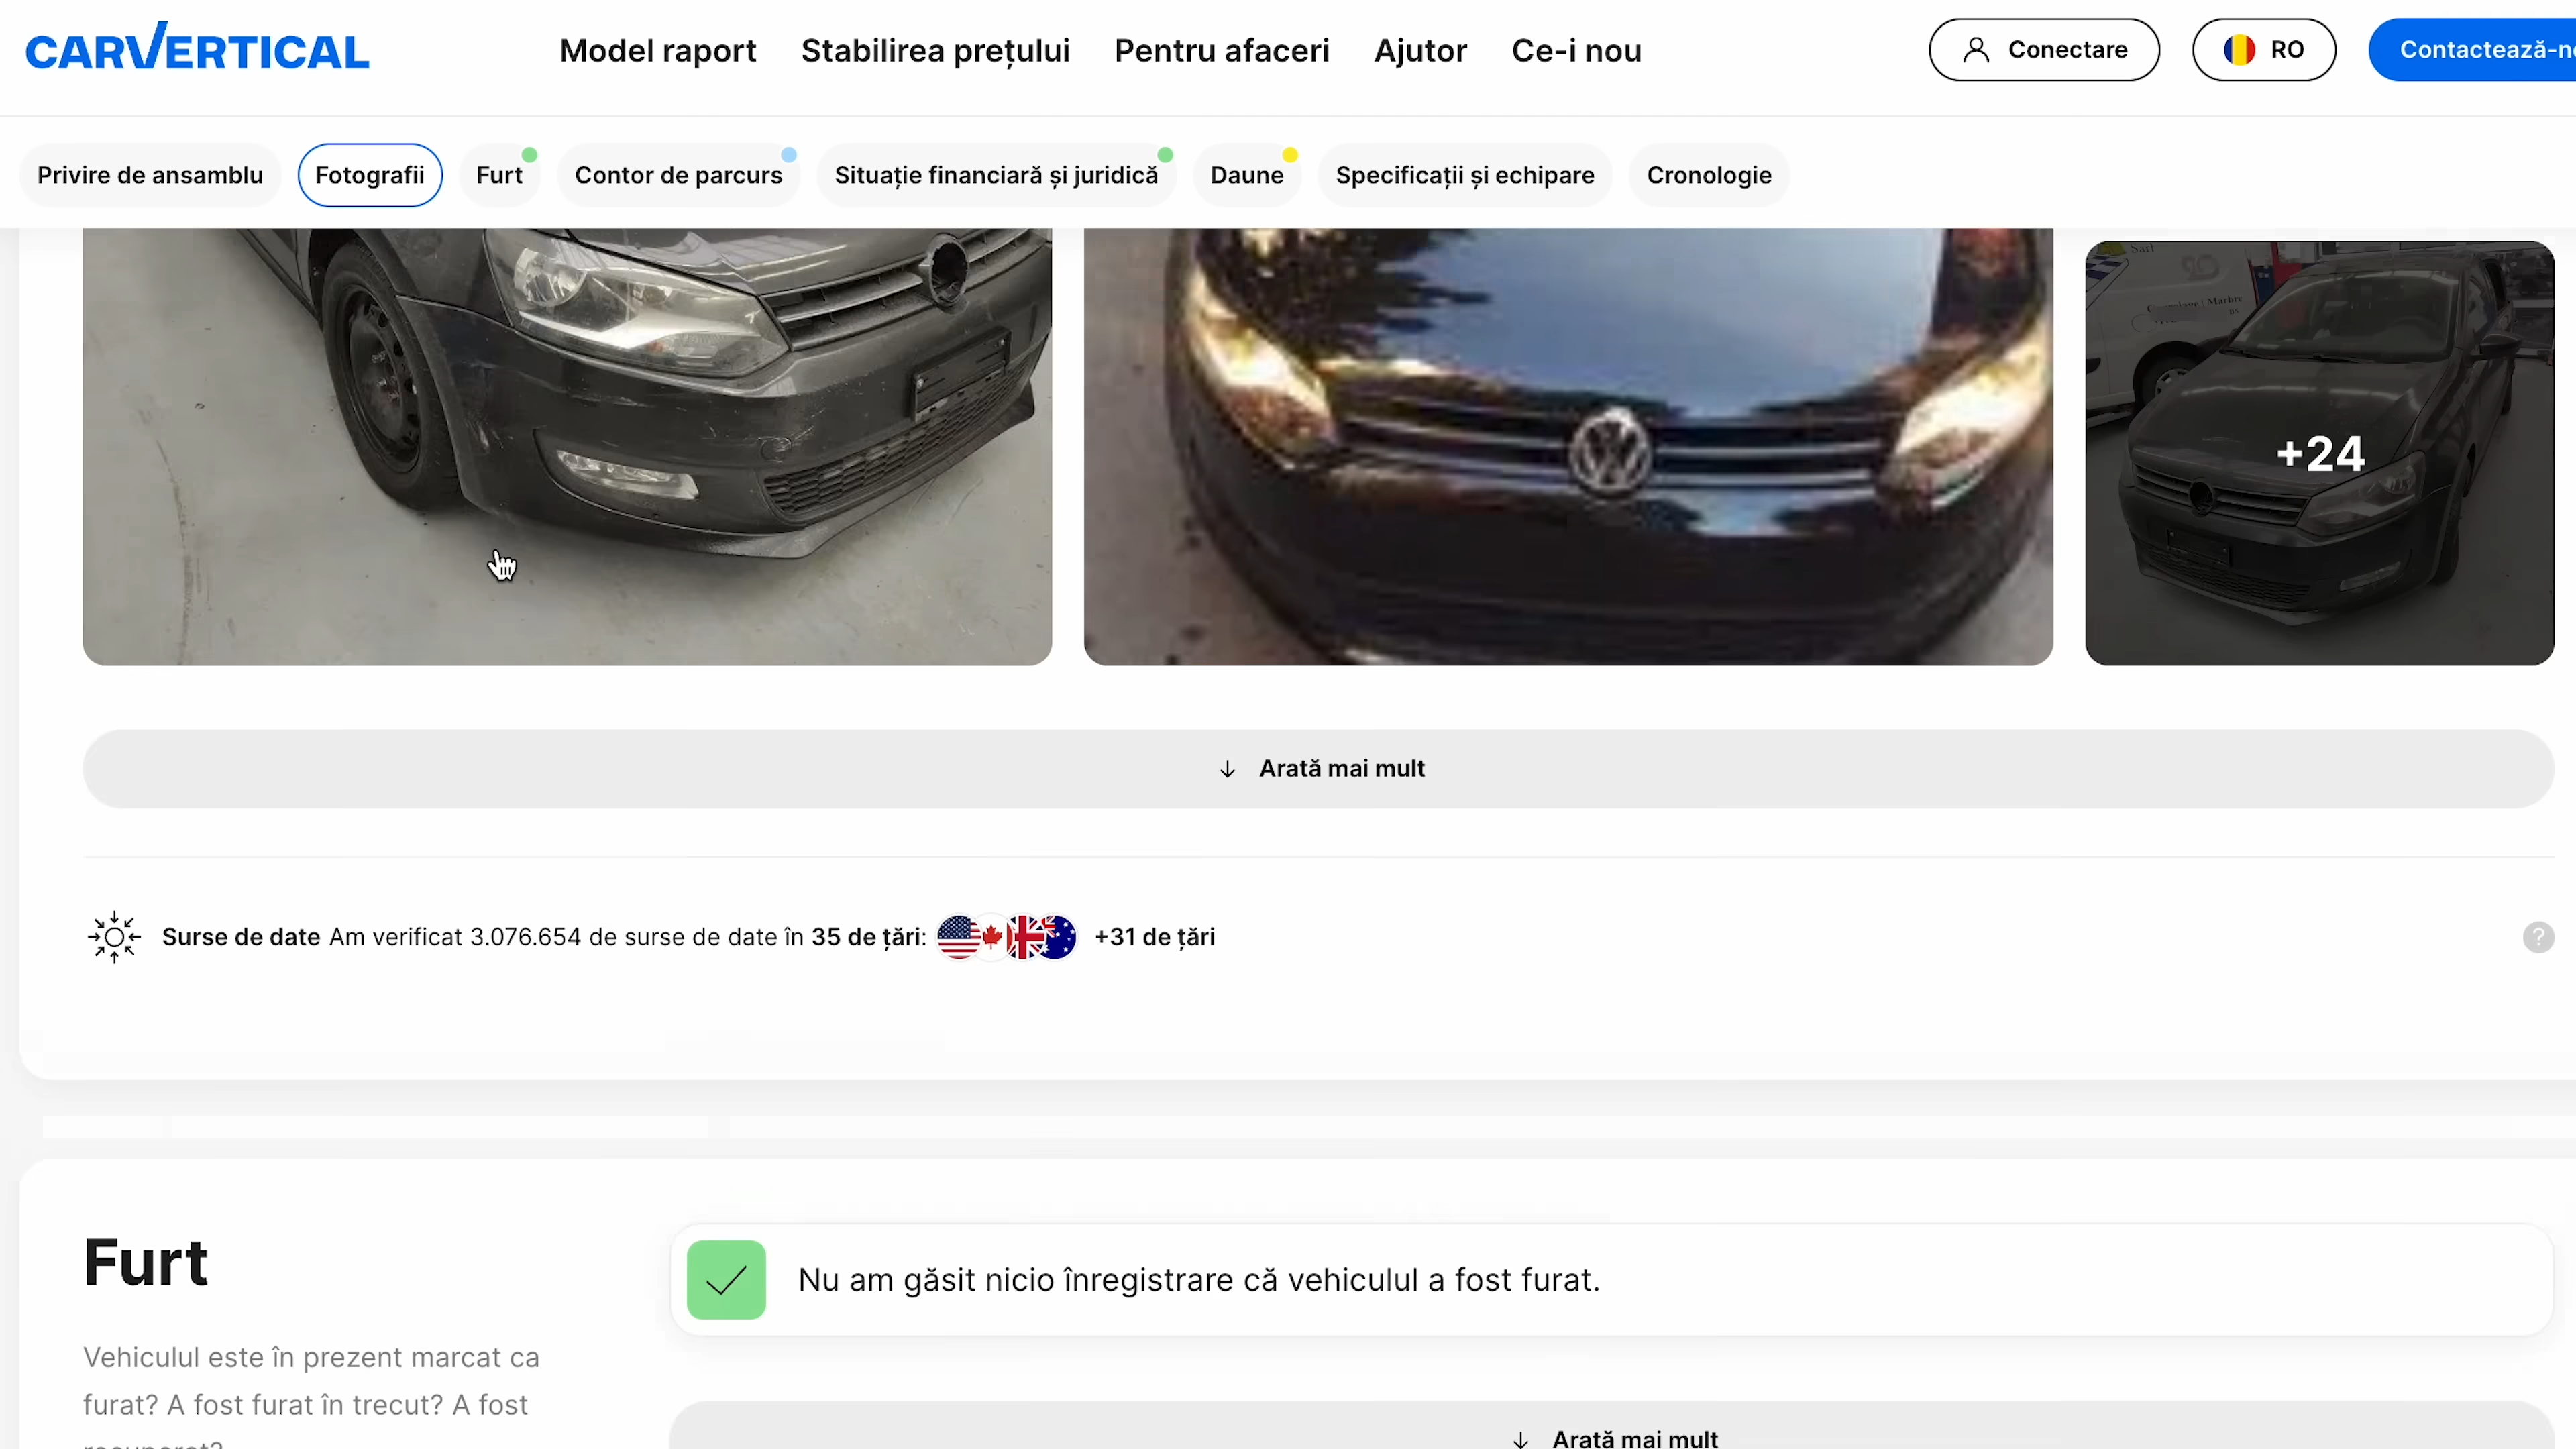 CARVERTICAL
Model raport
Stabilirea prețului
Pentru afaceri
Ajutor
Ce-i nou
Conectare
RO
Privire de ansamblu
Fotografii
Furt
Contor de parcurs
Situație financiară și juridică
Daune
Specificații și echipare
Cronologie
+24
Arată mai mult
Surse de date Am verificat 3.076.654 de surse de date în 35 de țări:
+31 de țări
?
Furt
Nu am găsit nicio înregistrare că vehiculul a fost furat.
Vehiculul este în prezent marcat ca
furat? A fost furat în trecut? A fost
Arată mai mult